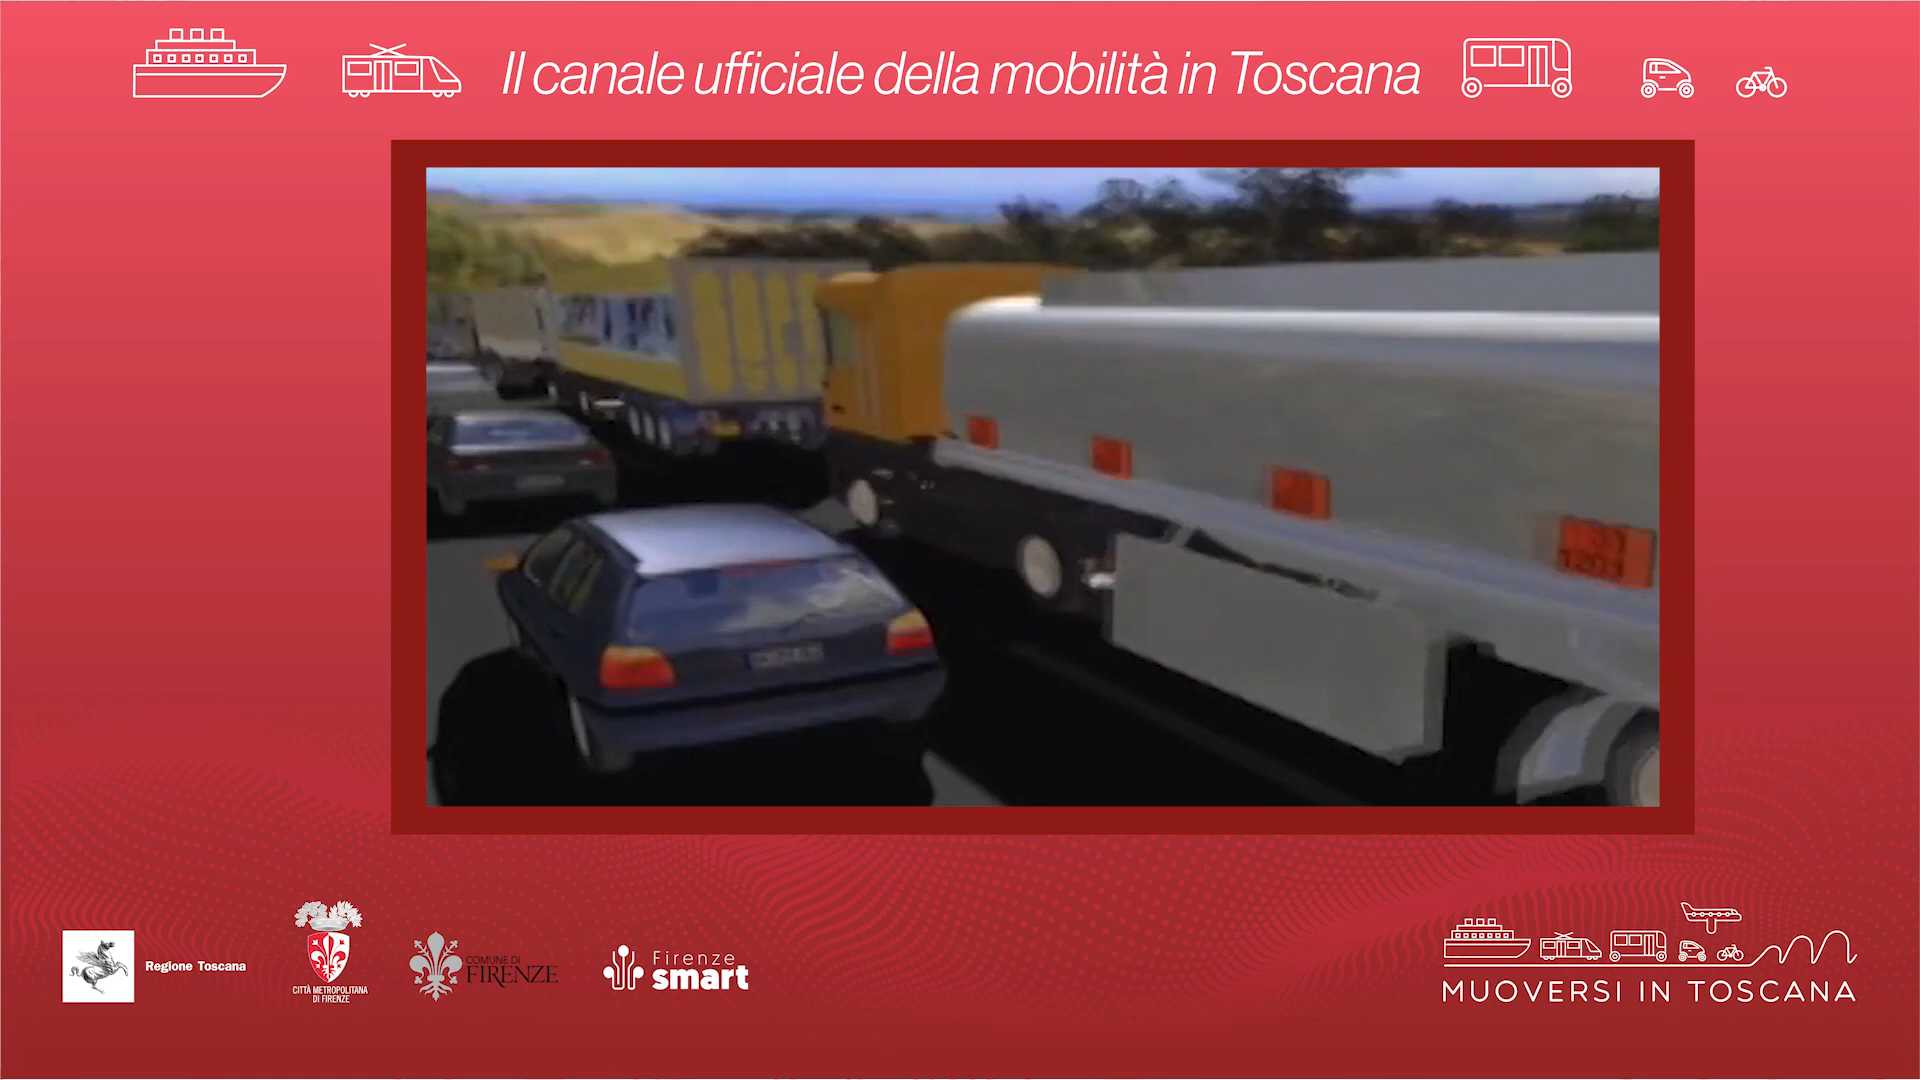 Il canale ufficiale della mobilità in Toscana
Regione Toscana
CITTÀ METROPOLITANA
DI FIRENZE
COMUNE DI
FIRENZE
Firenze
smart
MUOVERSI IN TOSCANA